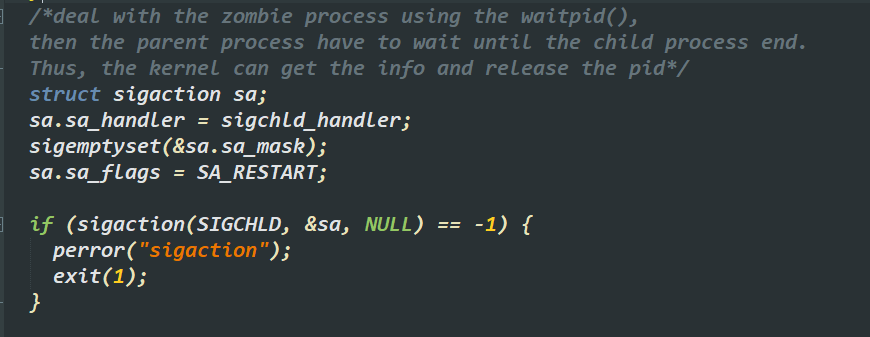 /*deal with the zombie process using the waitpid(),
then the parent process have to wait until the child process end.
Thus, the kernel can get the info and release the pid*/
struct sigaction sa;
sa.sa_handler = sigchld_handler;
sigemptyset(&sa.sa_mask);
sa.sa_flags = SA_RESTART;

if (sigaction(SIGCHLD, &sa, NULL) == -1) {
  perror("sigaction");
  exit(1);
}